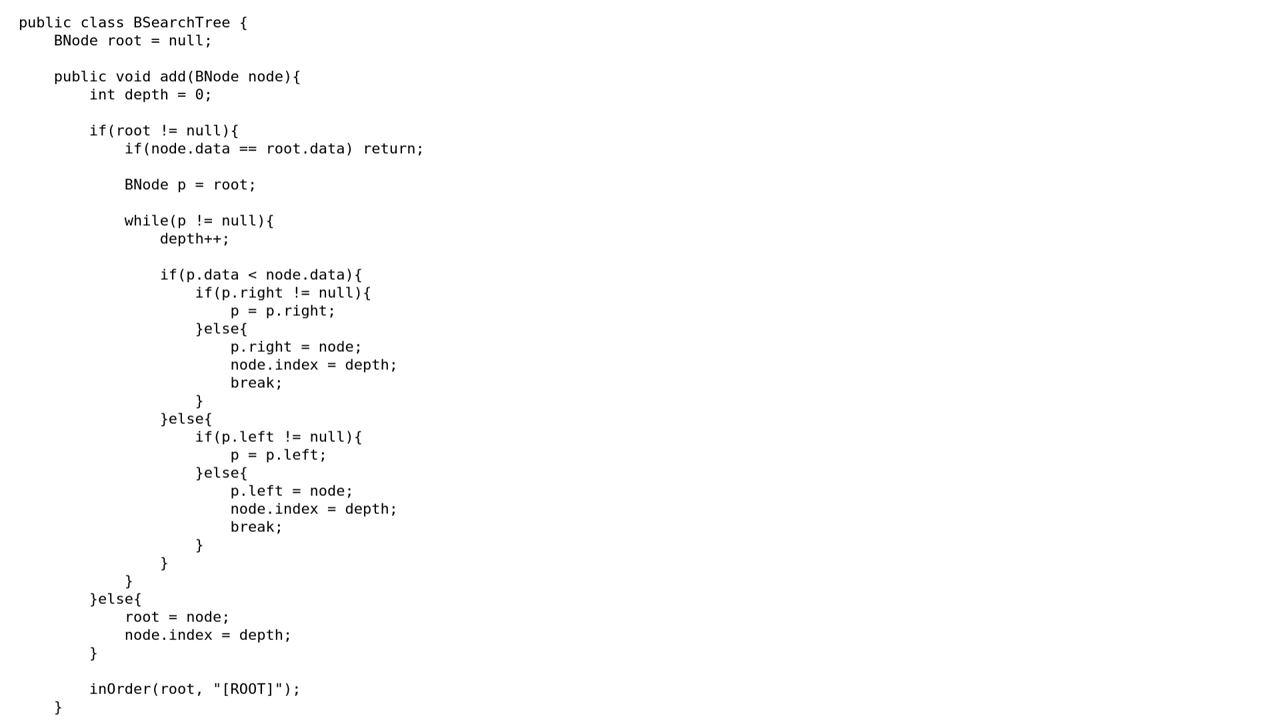 public class BSearchTree {
    BNode root = null;

    public void add(BNode node){
        int depth = 0;

        if(root != null){
            if(node.data == root.data) return;

            BNode p = root;

            while(p != null){
                depth++;

                if(p.data < node.data){
                    if(p.right != null){
                        p = p.right;
                    }else{
                        p.right = node;
                        node.index = depth;
                        break;
                    }
                }else{
                    if(p.left != null){
                        p = p.left;
                    }else{
                        p.left = node;
                        node.index = depth;
                        break;
                    }
                }
            }
        }else{
            root = node;
            node.index = depth;
        }

        inOrder(root, "[ROOT]");
    }